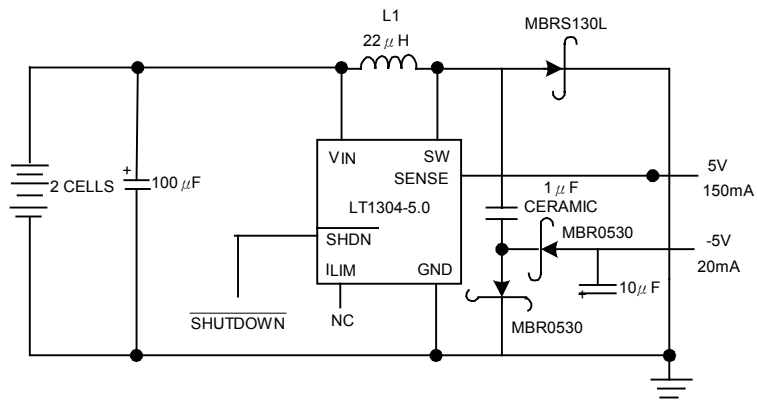 L1
22μH
MBRS130L
VIN
SW
SENSE
5V
150mA
2 CELLS
+
100μF
LT1304-5.0
1μF
CERAMIC
SHDN
MBR0530
-5V
20mA
ILIM
GND
+
10μF
SHUTDOWN
NC
MBR0530